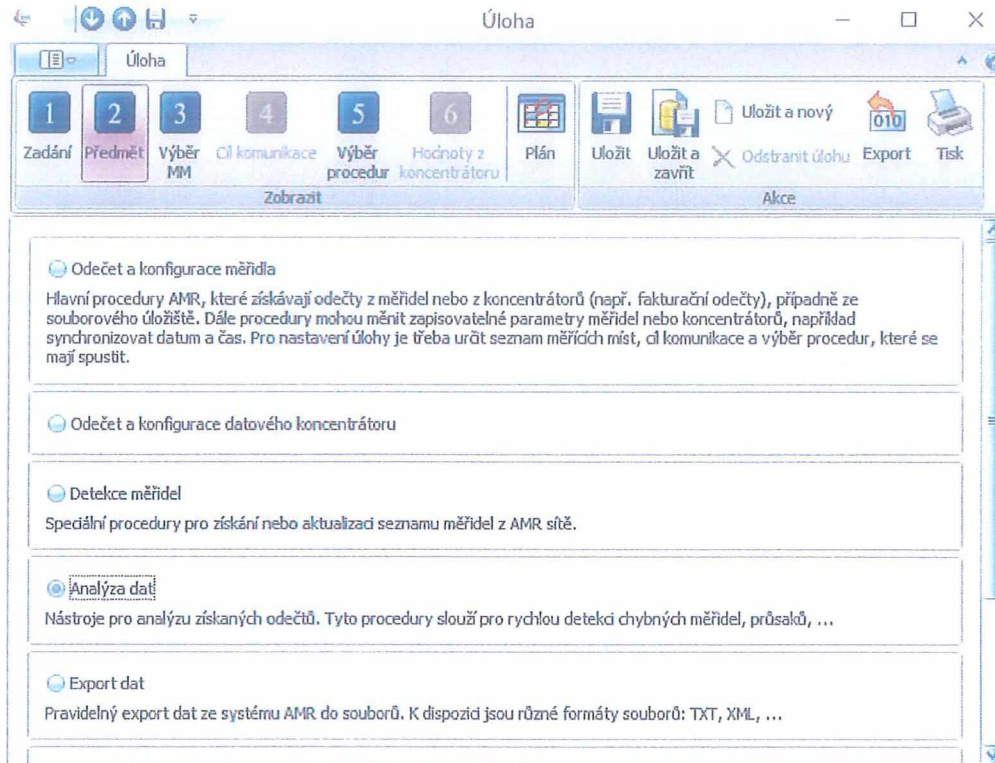 Úloha
Úloha
1
2
3
4
5
6
Zadání
Předmět
Výběr
MM
Cíl komunikace
Výběr
procedur
Hodnoty z
koncentrátoru
Plán
Zobrazit
Uložit
Uložit a
zavřít
Uložit a nový
Odstranit úlohu
010
Export
Tisk
Akce
Odečet a konfigurace měřidla
Hlavní procedury AMR, které získávají odečty z měřidel nebo z koncentrátorů (např. fakturační odečty), případně ze
souborového úložiště. Dále procedury mohou měnit zapisovatelné parametry měřidel nebo koncentrátorů, například
synchronizovat datum a čas. Pro nastavení úlohy je třeba určit seznam měřících míst, cíl komunikace a výběr procedur, které se
mají spustit.
Odečet a konfigurace datového koncentrátoru
Detekce měřidel
Speciální procedury pro získání nebo aktualizaci seznamu měřidel z AMR sítě.
Analýza dat
Nástroje pro analýzu získaných odečtů. Tyto procedury slouží pro rychlou detekci chybných měřidel, průsaků, ...
Export dat
Pravidelný export dat ze systému AMR do souborů. K dispozici jsou různé formáty souborů: TXT, XML, ...